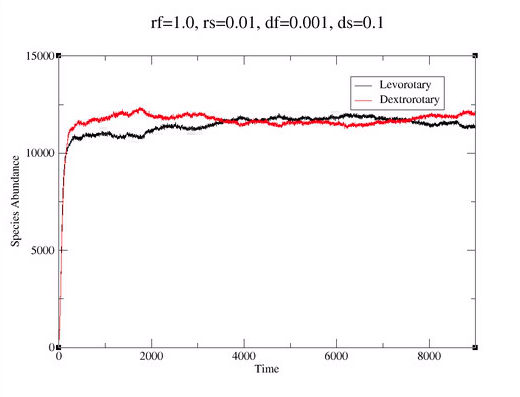 rf=1.0, rs=0.01, df=0.001, ds=0.1
15000
Levorotary
Dextrorotary
10000
Species Abundance
5000
0
0 2000 4000 6000 8000
Time